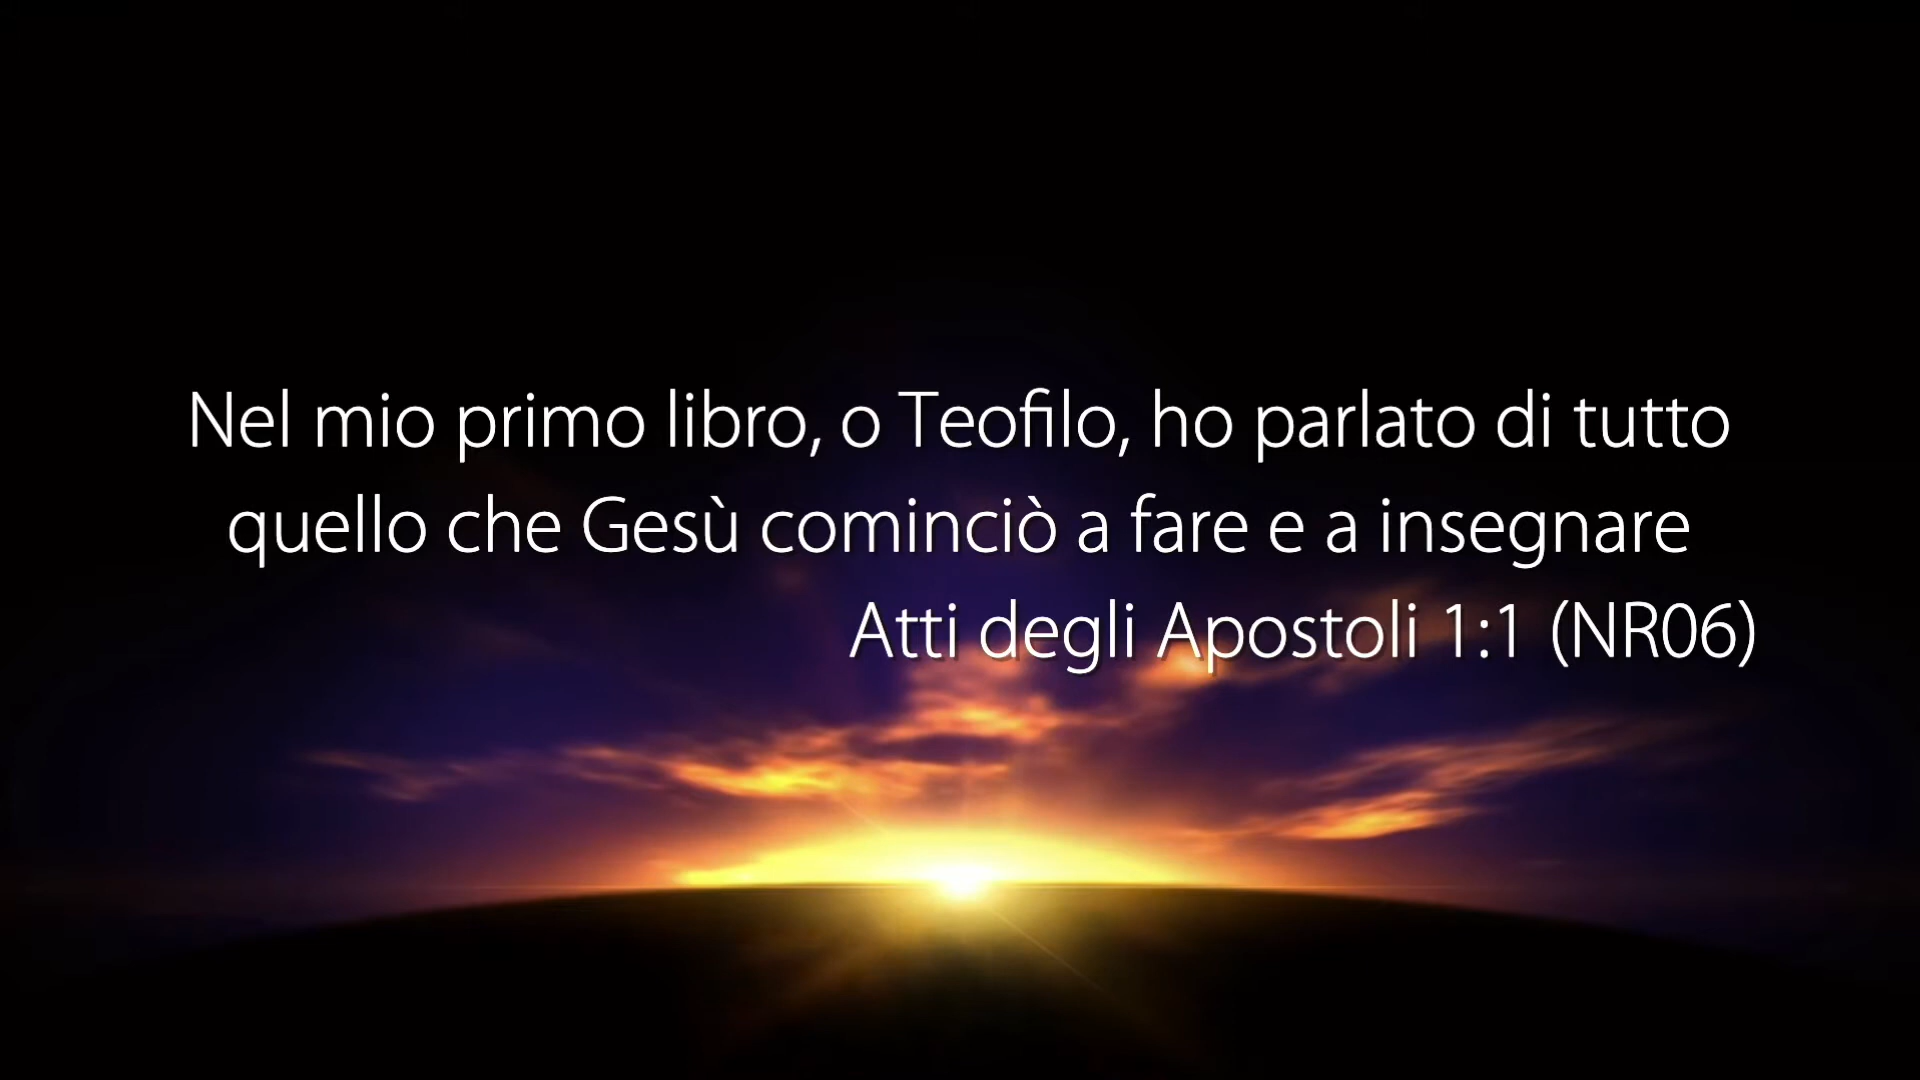 Nel mio primo libro, o Teofilo, ho parlato di tutto
quello che Gesù cominciò a fare e a insegnare
Atti degli Apostoli 1:1 (NR06)